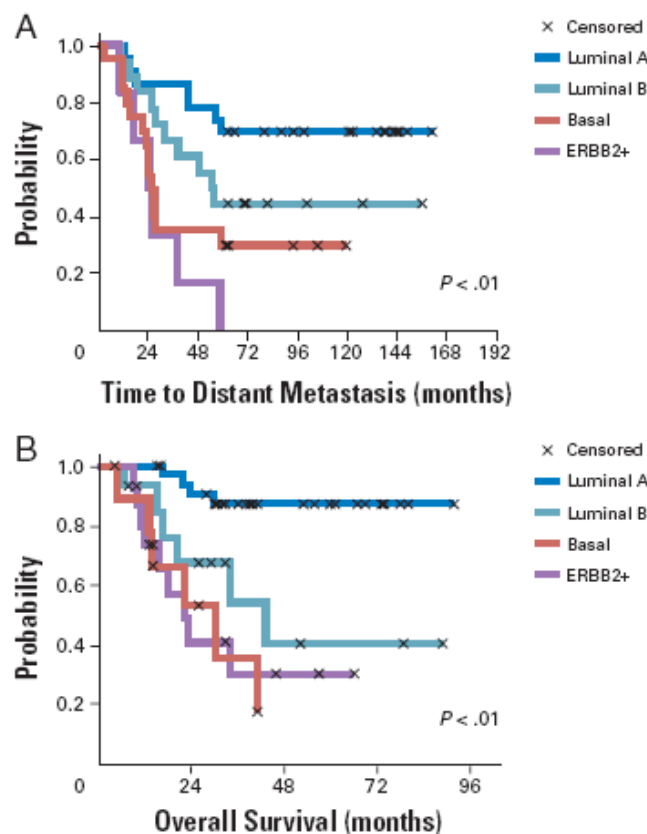 A
1.0
0.8
0.6
0.4
0.2
0
Probability
24 48 72 96 120 144 168 192
Time to Distant Metastasis (months)
× Censored
Luminal A
Luminal B
Basal
ERBB2+
P < .01
B
1.0
0.8
0.6
0.4
0.2
0
Probability
24 48 72 96
Overall Survival (months)
× Censored
Luminal A
Luminal B
Basal
ERBB2+
P < .01